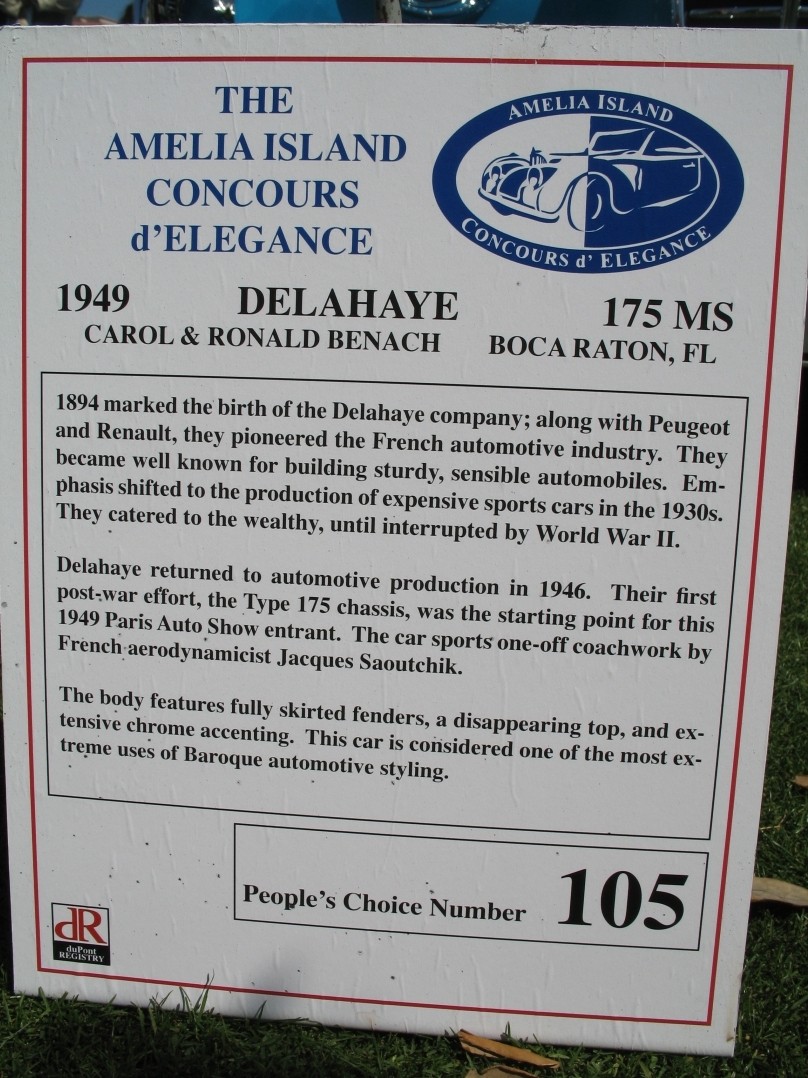 THE
AMELIA ISLAND
CONCOURS
d'ELEGANCE
AMELIA ISLAND
CONCOURS d' ELEGANCE
1949 DELAHAYE 175 MS
CAROL & RONALD BENACH BOCA RATON, FL
1894 marked the birth of the Delahaye company; along with Peugeot
and Renault, they pioneered the French automotive industry. They
became well known for building sturdy, sensible automobiles. Em-
phasis shifted to the production of expensive sports cars in the 1930s.
They catered to the wealthy, until interrupted by World War II.
Delahaye returned to automotive production in 1946. Their first
post-war effort, the Type 175 chassis, was the starting point for this
1949 Paris Auto Show entrant. The car sports one-off coachwork by
French aerodynamicist Jacques Saoutchik.
The body features fully skirted fenders, a disappearing top, and ex-
tensive chrome accenting. This car is considered one of the most ex-
treme uses of Baroque automotive styling.
People's Choice Number 105
dR
duPont
REGISTRY